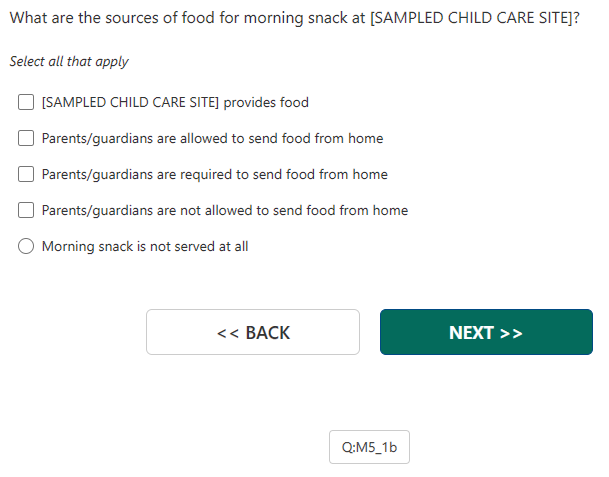 What are the sources of food for morning snack at [SAMPLED CHILD CARE SITE]?
Select all that apply
[SAMPLED CHILD CARE SITE] provides food
Parents/guardians are allowed to send food from home
Parents/guardians are required to send food from home
Parents/guardians are not allowed to send food from home
Morning snack is not served at all
<< BACK
NEXT >>
Q:M5_1b